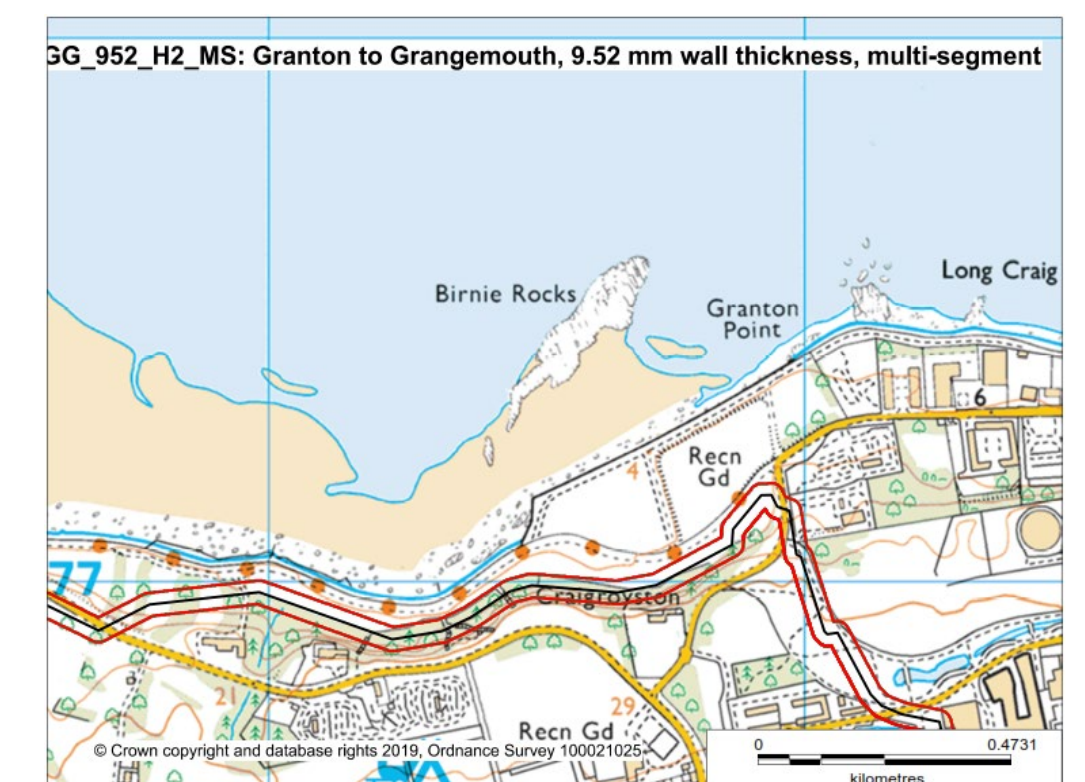 GG_952_H2_MS: Granton to Grangemouth, 9.52 mm wall thickness, multi-segment
Long Craig
Birnie Rocks
Granton
Point
6
Recn
Gd
4
77
Craigroyston
21
29
Recn Gd
© Crown copyright and database rights 2019, Ordnance Survey 100021025
0 0.4731
kilometres